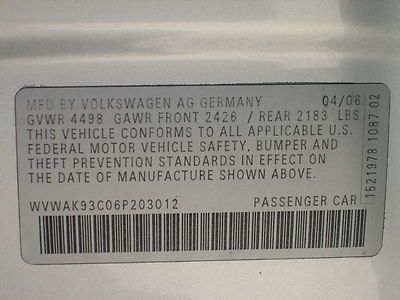 MFD BY VOLKSWAGEN AG GERMANY 04/06
GVWR 4498 GAWR FRONT 2426 / REAR 2183 LBS
THIS VEHICLE CONFORMS TO ALL APPLICABLE U.S.
FEDERAL MOTOR VEHICLE SAFETY, BUMPER AND
THEFT PREVENTION STANDARDS IN EFFECT ON
THE DATE OF MANUFACTURE SHOWN ABOVE.
WVWAK93C06P203012 PASSENGER CAR
1521978 1087 02